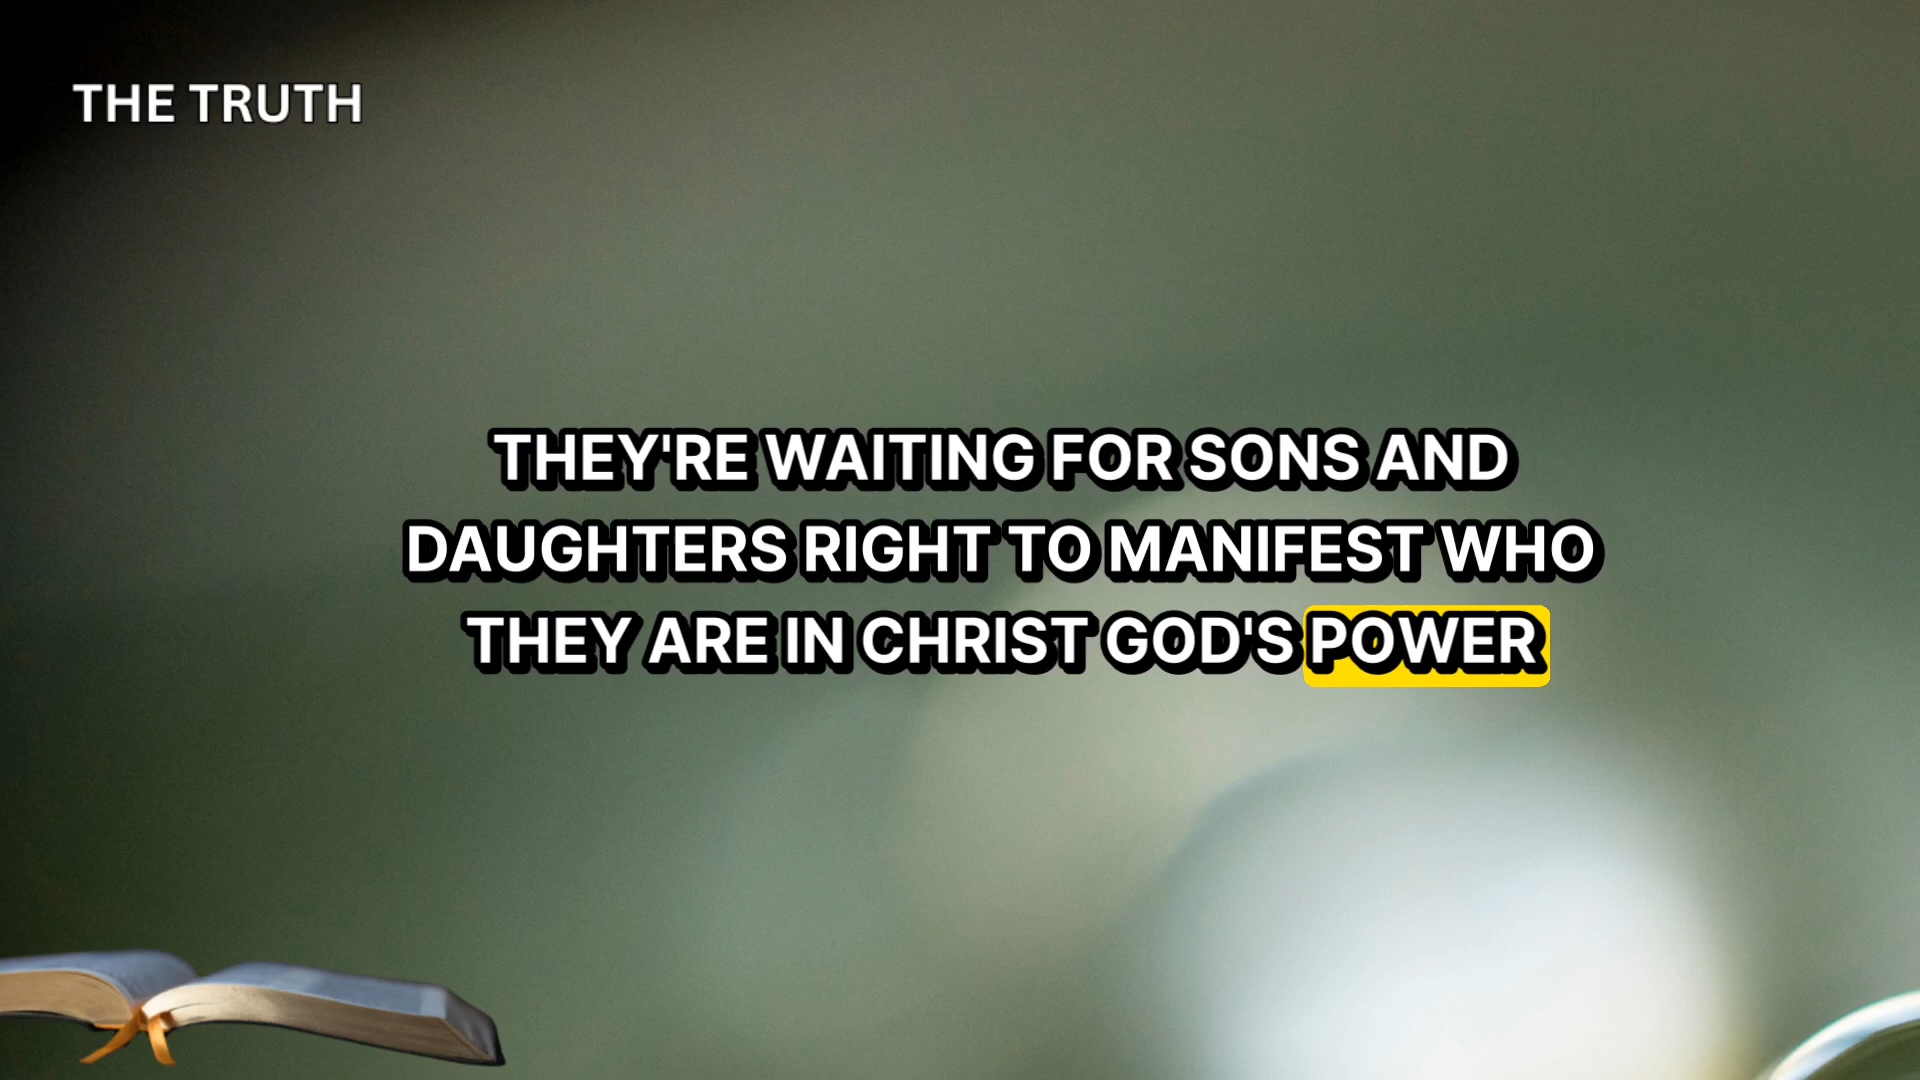 THE TRUTH
THEY'RE WAITING FOR SONS AND
DAUGHTERS RIGHT TO MANIFEST WHO
THEY ARE IN CHRIST GOD'S POWER